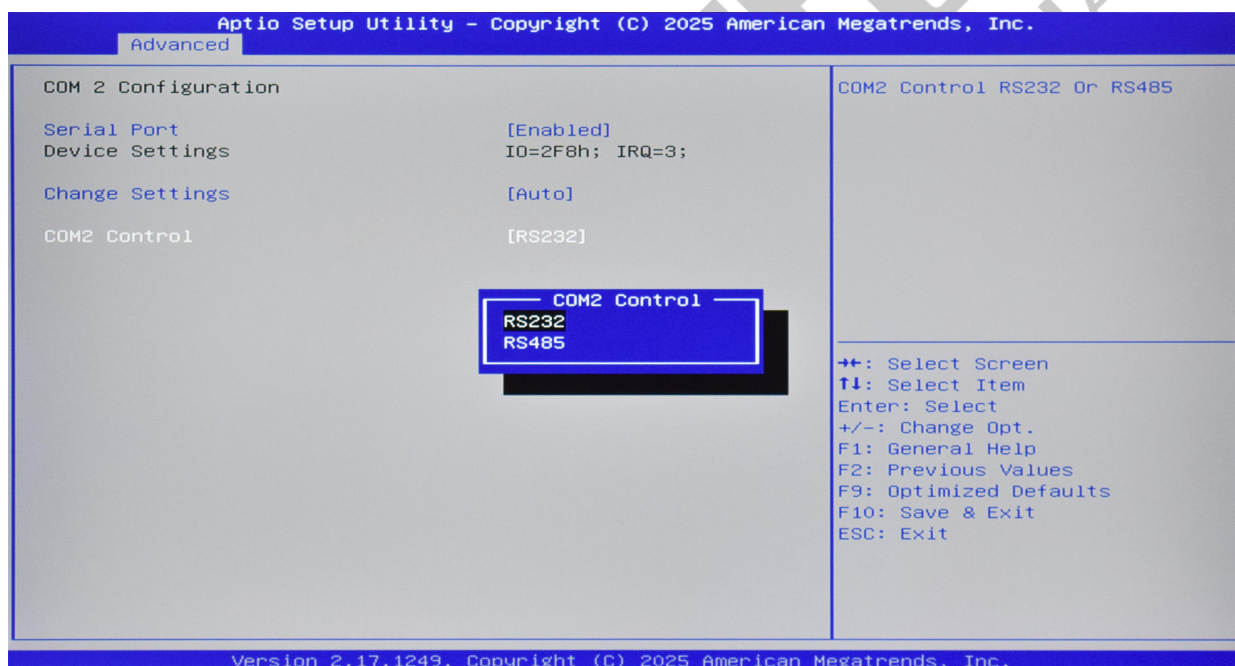 Aptio Setup Utility – Copyright (C) 2025 American Megatrends, Inc.
Advanced
COM 2 Configuration
Serial Port [Enabled]
Device Settings IO=2F8h; IRQ=3;
Change Settings [Auto]
COM2 Control [RS232]
COM2 Control
RS232
RS485
COM2 Control RS232 Or RS485
→←: Select Screen
↑↓: Select Item
Enter: Select
+/-: Change Opt.
F1: General Help
F2: Previous Values
F9: Optimized Defaults
F10: Save & Exit
ESC: Exit
Version 2.17.1249. Copyright (C) 2025 American Megatrends, Inc.